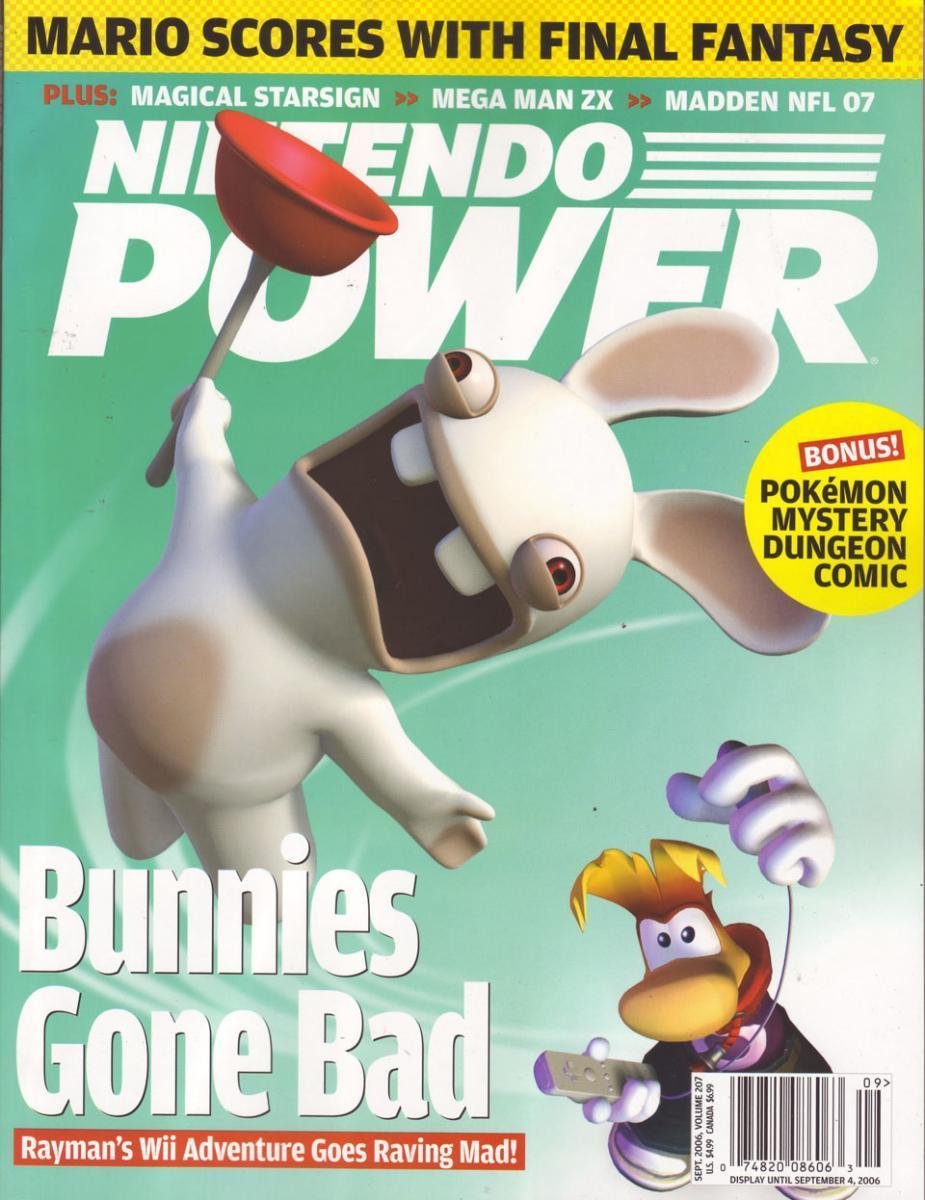 MARIO SCORES WITH FINAL FANTASY
PLUS: MAGICAL STARSIGN >> MEGA MAN ZX >> MADDEN NFL 07
NINTENDO
POWER®
BONUS!
POKéMON
MYSTERY
DUNGEON
COMIC
Bunnies
Gone Bad
Rayman's Wii Adventure Goes Raving Mad!
SEPT. 2006, VOLUME 207
U.S. $4.99 CANADA $6.99
09>
0 74820 08606 3
DISPLAY UNTIL SEPTEMBER 4, 2006